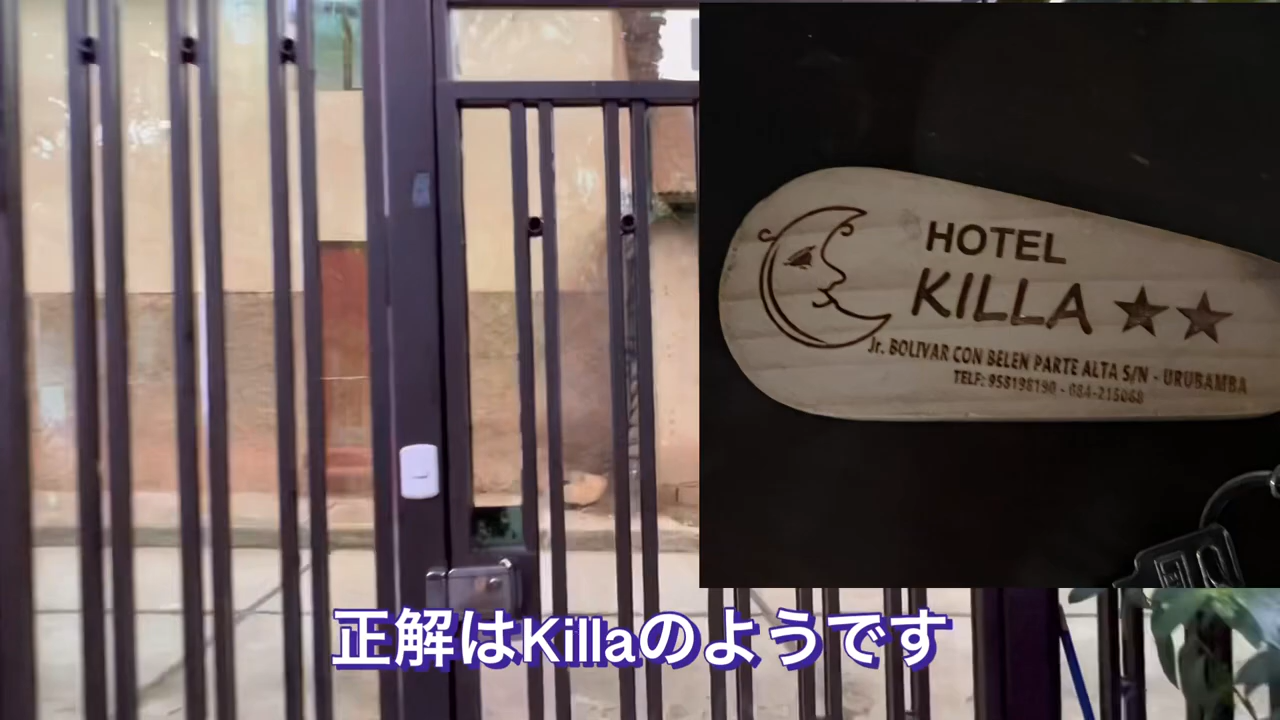 HOTEL
KILLA ★★
Jr. BOLIVAR CON BELEN PARTE ALTA S/N - URUBAMBA
TELF: 958198190 - 084-215068
正解はKillaのようです